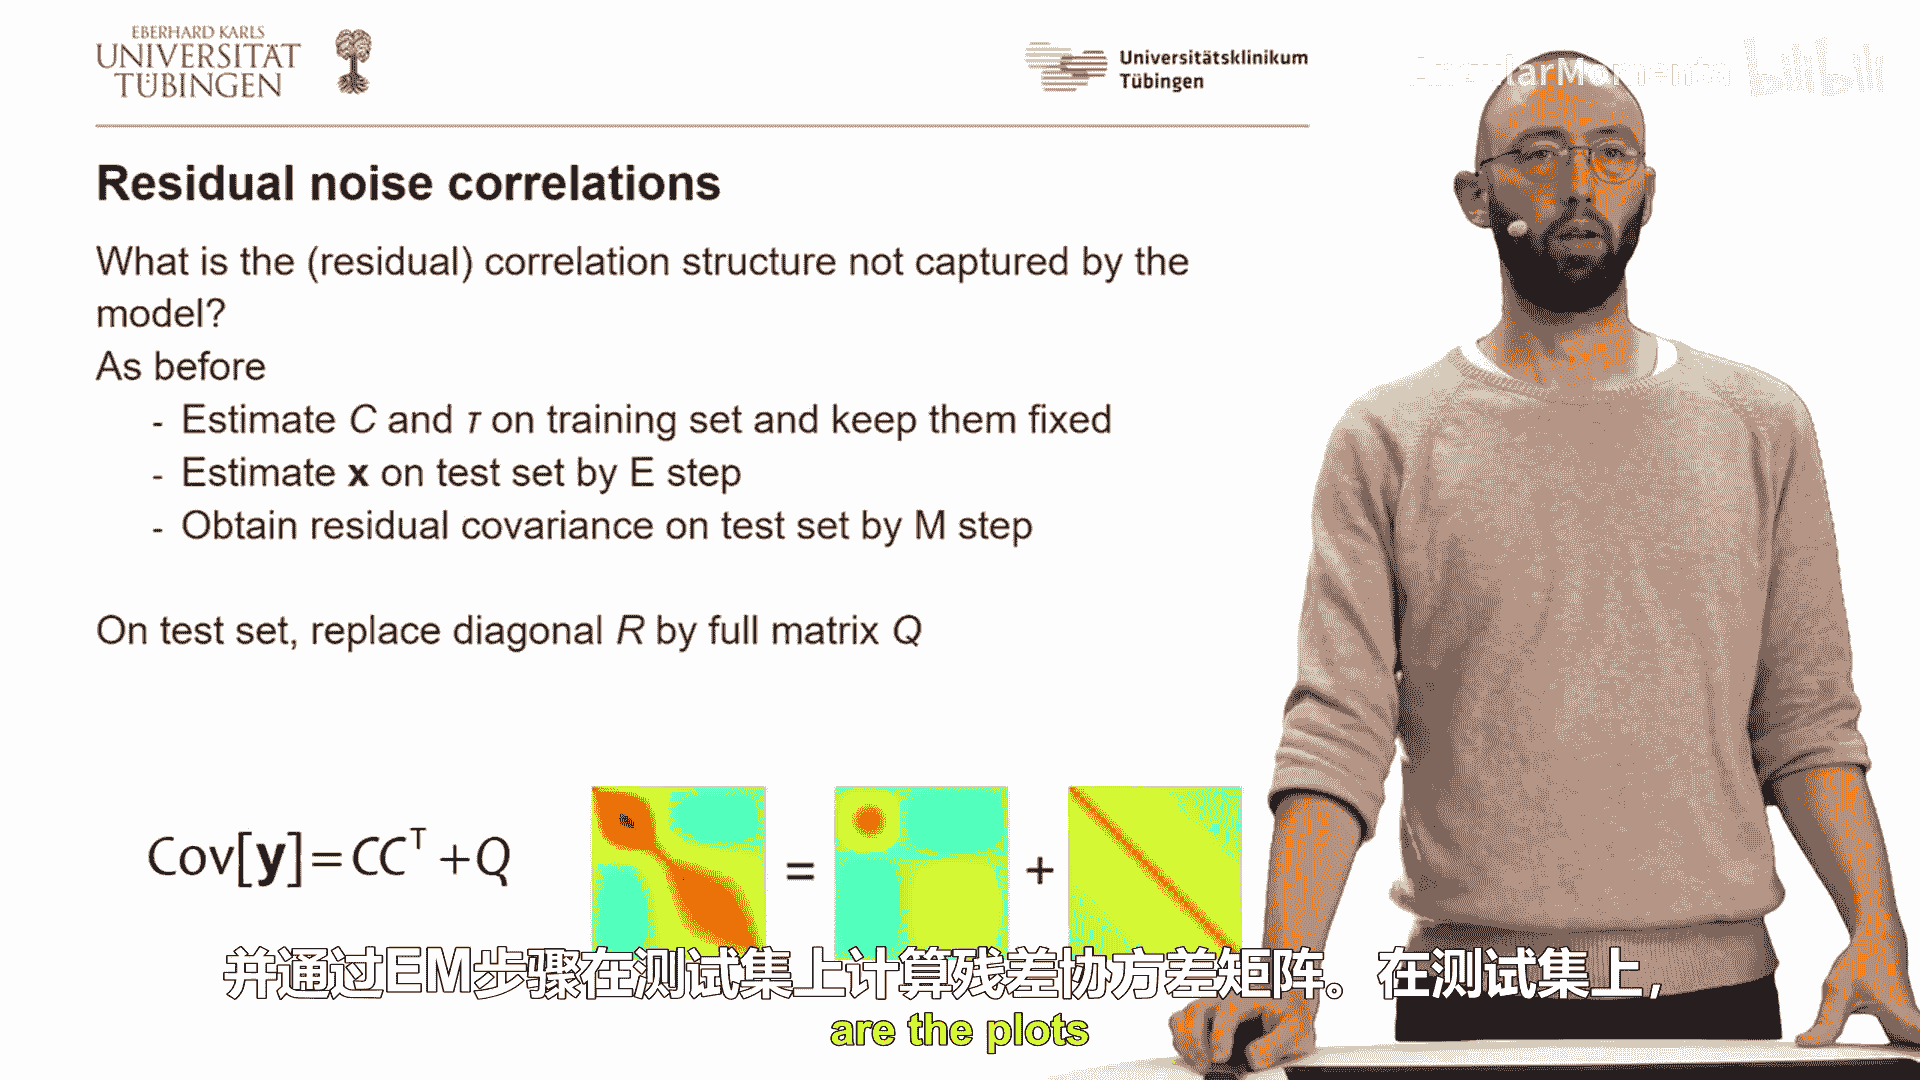 EBERHARD KARLS
UNIVERSITÄT
TÜBINGEN
Universitätsklinikum
Tübingen
AngularMoments bilibili
Residual noise correlations
What is the (residual) correlation structure not captured by the
model?
As before
- Estimate C and τ on training set and keep them fixed
- Estimate x on test set by E step
- Obtain residual covariance on test set by M step
On test set, replace diagonal R by full matrix Q
Cov[y]=CCᵀ+Q
= +
并通过EM步骤在测试集上计算残差协方差矩阵。在测试集上，
are the plots